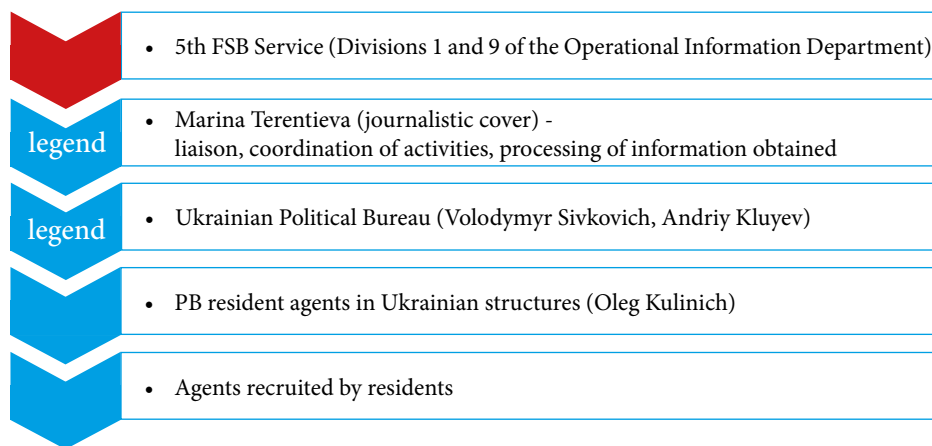 • 5th FSB Service (Divisions 1 and 9 of the Operational Information Department)
legend
• Marina Terentieva (journalistic cover) -
liaison, coordination of activities, processing of information obtained
legend
• Ukrainian Political Bureau (Volodymyr Sivkovich, Andriy Kluyev)
• PB resident agents in Ukrainian structures (Oleg Kulinich)
• Agents recruited by residents